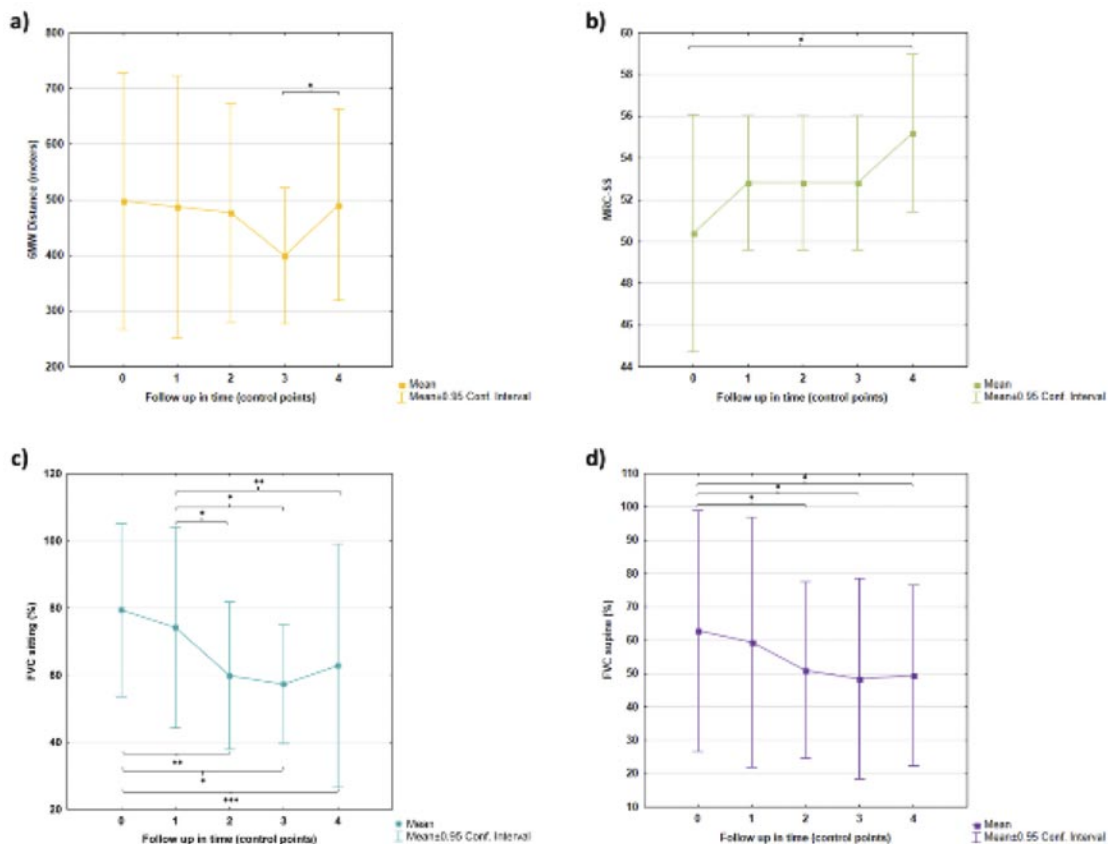 a)
800
700
600
500
400
300
200
*
6MW Distance (meters)
0 1 2 3 4
Follow up in time (control points)
Mean
Mean±0.95 Conf. Interval
b)
60
58
56
54
52
50
48
46
44
*
MRC-SS
0 1 2 3 4
Follow up in time (control points)
Mean
Mean±0.95 Conf. Interval
c)
120
100
80
60
40
20
**
*
*
**
*
***
FVC sitting (%)
0 1 2 3 4
Follow up in time (control points)
Mean
Mean±0.95 Conf. Interval
d)
110
100
90
80
70
60
50
40
30
20
10
*
*
*
FVC supine (%)
0 1 2 3 4
Follow up in time (control points)
Mean
Mean±0.95 Conf. Interval